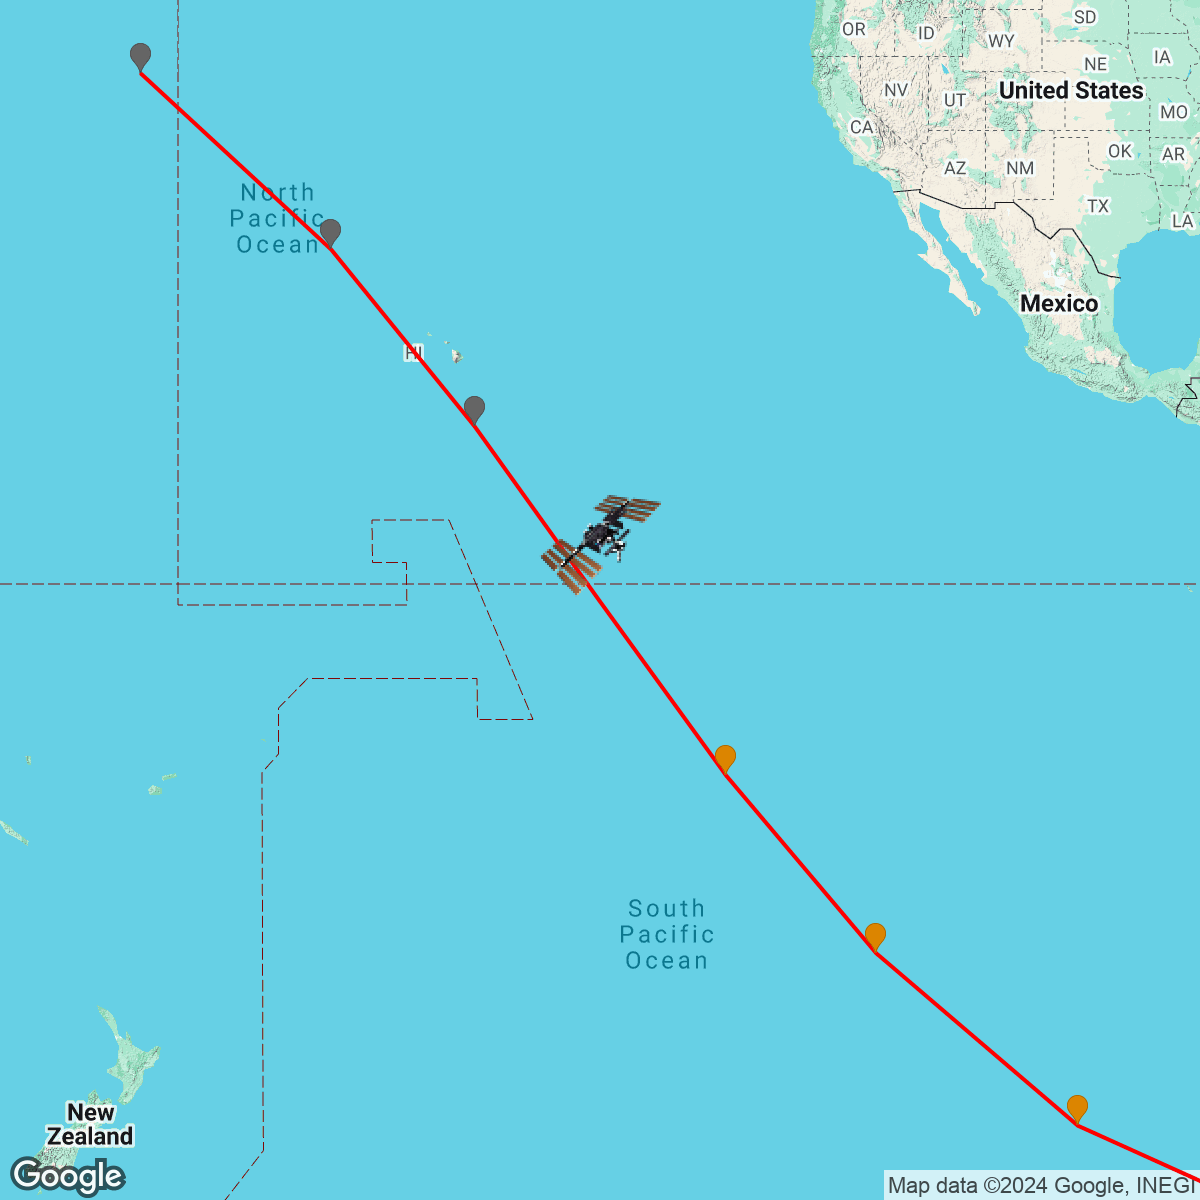 SD
OR
ID
WY
IA
NE
United States
NV
UT
MO
CA
OK
AR
AZ
NM
North
Pacific
Ocean
TX
LA
Mexico
HI
South
Pacific
Ocean
New
Zealand
Google
Map data ©2024 Google, INEGI